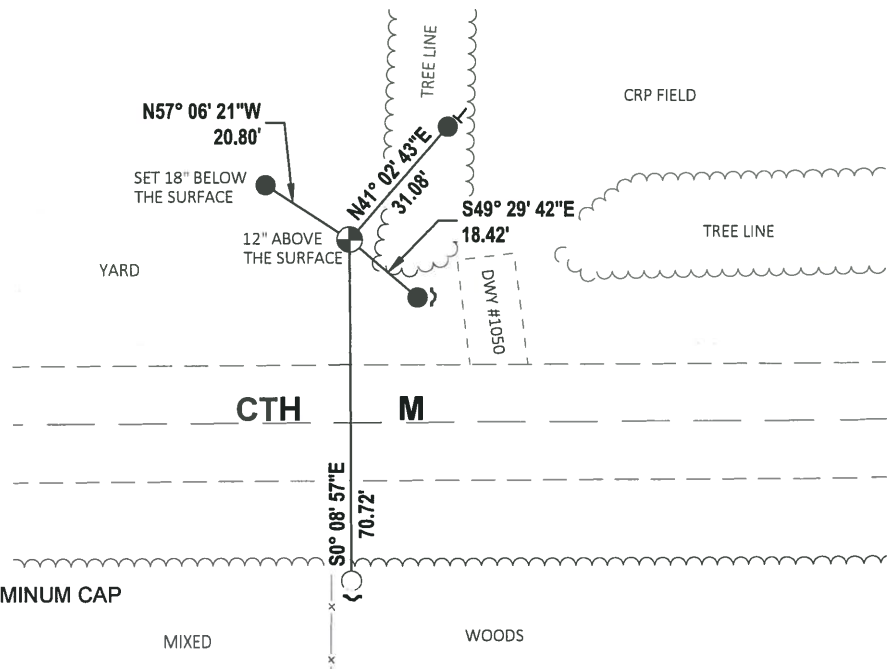 TREE LINE
CRP FIELD
N57° 06' 21"W
20.80'
N41° 02' 43"E
31.08'
SET 18" BELOW
THE SURFACE
S49° 29' 42"E
18.42'
12" ABOVE
THE SURFACE
TREE LINE
YARD
DWY #1050
CTH M
S0° 08' 57"E
70.72'
MINUM CAP
MIXED
WOODS